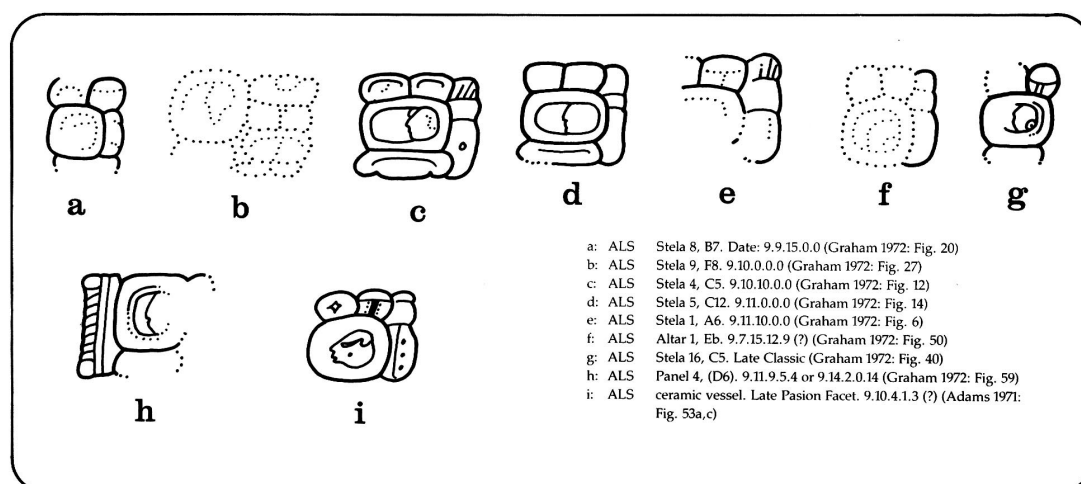 a
b
c
d
e
f
g
h
i
a: ALS Stela 8, B7. Date: 9.9.15.0.0 (Graham 1972: Fig. 20)
b: ALS Stela 9, F8. 9.10.0.0.0 (Graham 1972: Fig. 27)
c: ALS Stela 4, C5. 9.10.10.0.0 (Graham 1972: Fig. 12)
d: ALS Stela 5, C12. 9.11.0.0.0 (Graham 1972: Fig. 14)
e: ALS Stela 1, A6. 9.11.10.0.0 (Graham 1972: Fig. 6)
f: ALS Altar 1, Eb. 9.7.15.12.9 (?) (Graham 1972: Fig. 50)
g: ALS Stela 16, C5. Late Classic (Graham 1972: Fig. 40)
h: ALS Panel 4, (D6). 9.11.9.5.4 or 9.14.2.0.14 (Graham 1972: Fig. 59)
i: ALS ceramic vessel. Late Pasion Facet. 9.10.4.1.3 (?) (Adams 1971:
Fig. 53a,c)